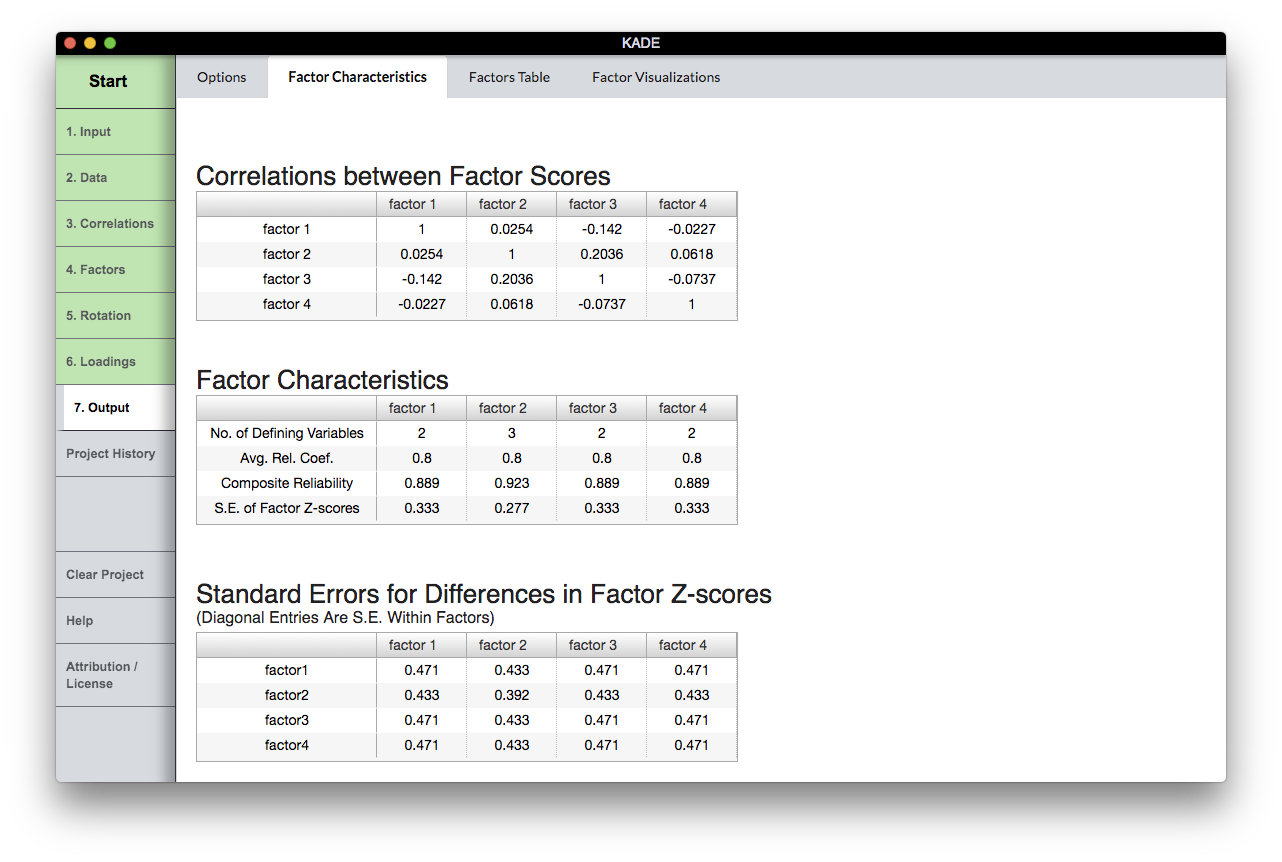 KADE
Start
1. Input
2. Data
3. Correlations
4. Factors
5. Rotation
6. Loadings
7. Output
Project History
Clear Project
Help
Attribution /
License
Options Factor Characteristics Factors Table Factor Visualizations
Correlations between Factor Scores
factor 1 factor 2 factor 3 factor 4
factor 1 1 0.0254 -0.142 -0.0227
factor 2 0.0254 1 0.2036 0.0618
factor 3 -0.142 0.2036 1 -0.0737
factor 4 -0.0227 0.0618 -0.0737 1
Factor Characteristics
factor 1 factor 2 factor 3 factor 4
No. of Defining Variables 2 3 2 2
Avg. Rel. Coef. 0.8 0.8 0.8 0.8
Composite Reliability 0.889 0.923 0.889 0.889
S.E. of Factor Z-scores 0.333 0.277 0.333 0.333
Standard Errors for Differences in Factor Z-scores
(Diagonal Entries Are S.E. Within Factors)
factor 1 factor 2 factor 3 factor 4
factor1 0.471 0.433 0.471 0.471
factor2 0.433 0.392 0.433 0.433
factor3 0.471 0.433 0.471 0.471
factor4 0.471 0.433 0.471 0.471